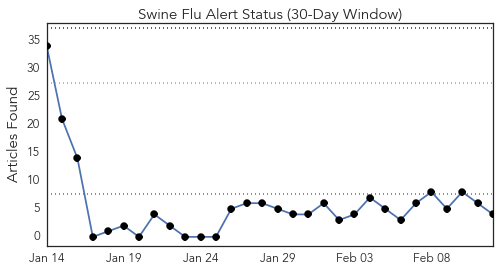 Swine Flu Alert Status (30-Day Window)
Articles Found
35
30
25
20
15
10
5
0
Jan 14 Jan 19 Jan 24 Jan 29 Feb 03 Feb 08